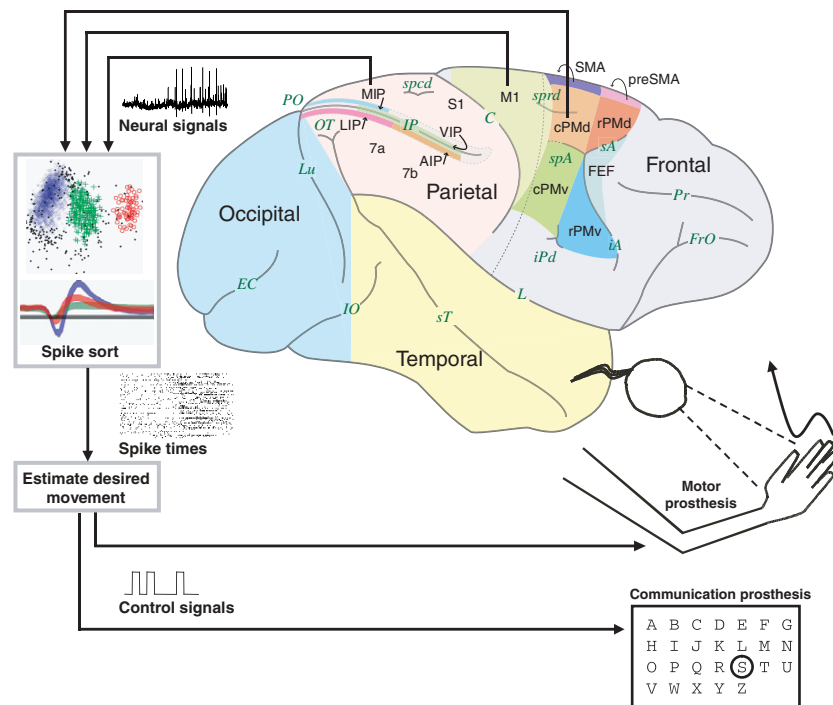 SMA
preSMA
MIP
spcd
S1
M1
sprd
PO
Neural signals
OT
LIP
IP
VIP
C
cPMd
rPMd
sA
7a
AIP
spA
FEF
Frontal
Lu
7b
Parietal
cPMv
Pr
Occipital
rPMv
iPd
iA
FrO
EC
IO
sT
L
Spike sort
Temporal
Spike times
Estimate desired
movement
Motor
prosthesis
Control signals
Communication prosthesis
A B C D E F G
H I J K L M N
O P Q R S T U
V W X Y Z